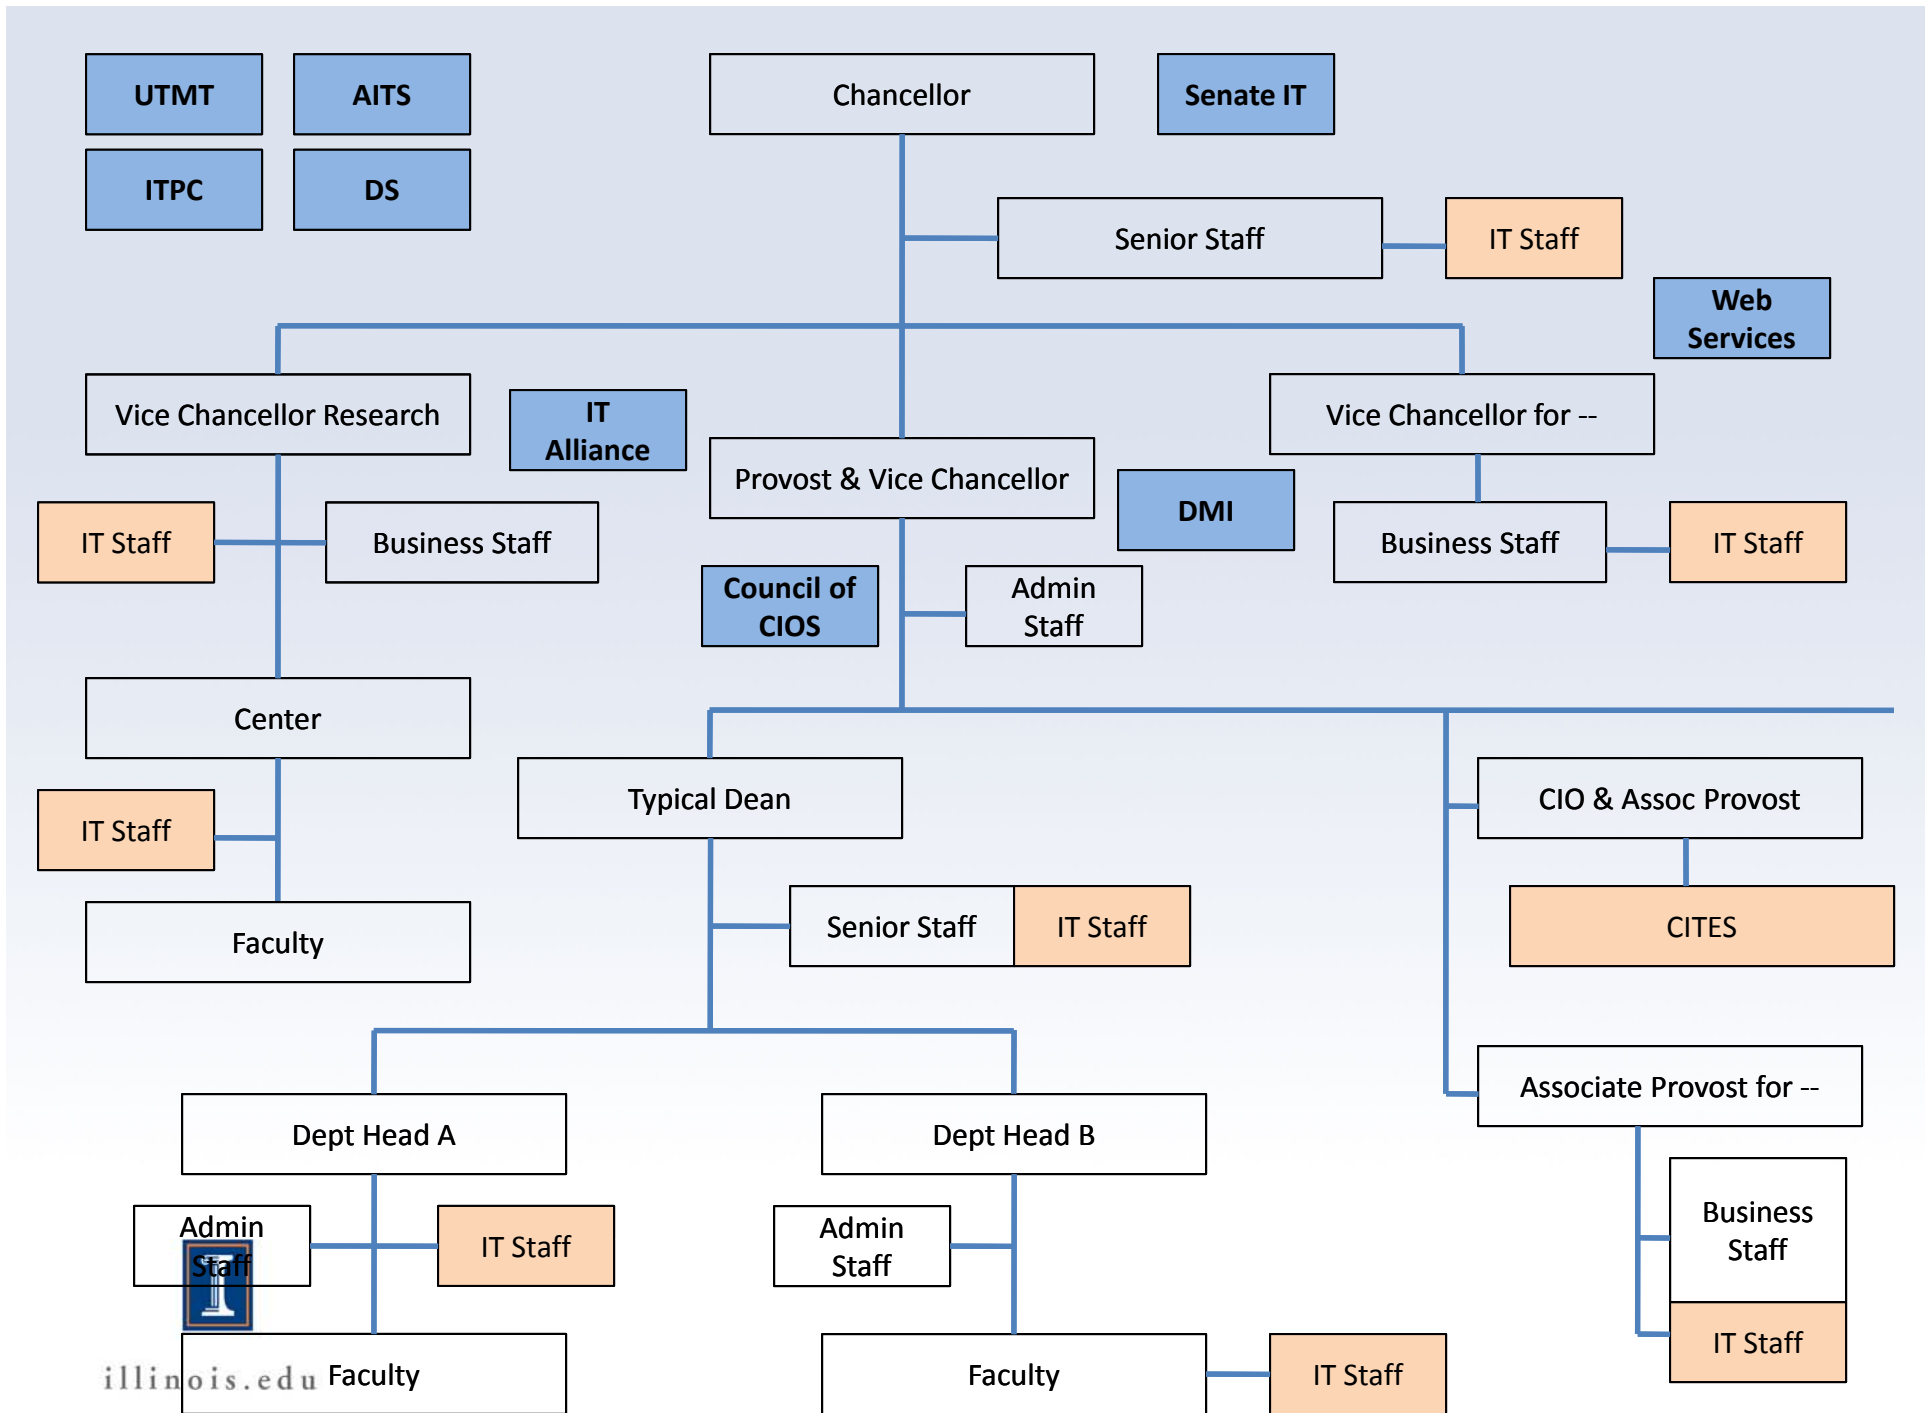 UTMT
AITS
Chancellor
Senate IT
ITPC
DS
Senior Staff
IT Staff
Web
Services
Vice Chancellor Research
IT
Alliance
Provost & Vice Chancellor
Vice Chancellor for --
DMI
IT Staff
Business Staff
Business Staff
IT Staff
Council of
CIOS
Admin
Staff
Center
Typical Dean
CIO & Assoc Provost
IT Staff
Senior Staff
IT Staff
CITES
Faculty
Associate Provost for --
Dept Head A
Dept Head B
Admin
Staff
IT Staff
Admin
Staff
Business
Staff
IT Staff
illinois.edu
Faculty
Faculty
IT Staff